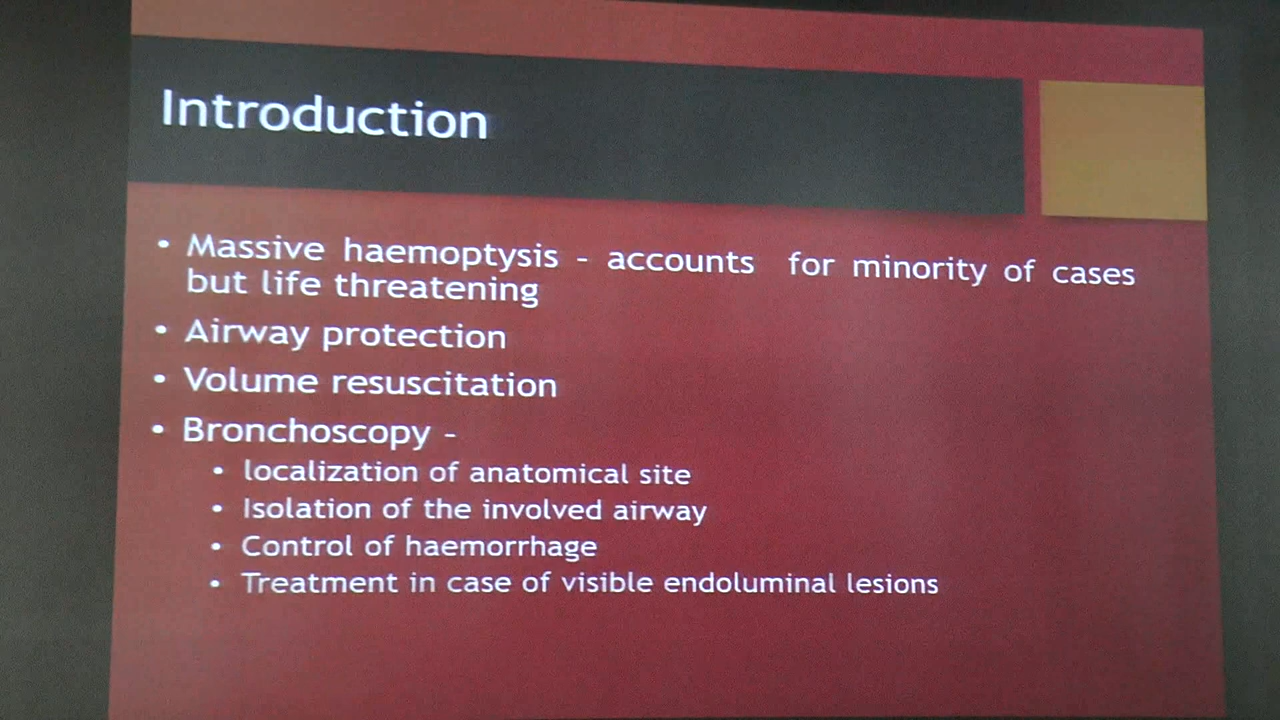 Introduction
• Massive haemoptysis - accounts for minority of cases
but life threatening
• Airway protection
• Volume resuscitation
• Bronchoscopy -
• localization of anatomical site
• Isolation of the involved airway
• Control of haemorrhage
• Treatment in case of visible endoluminal lesions